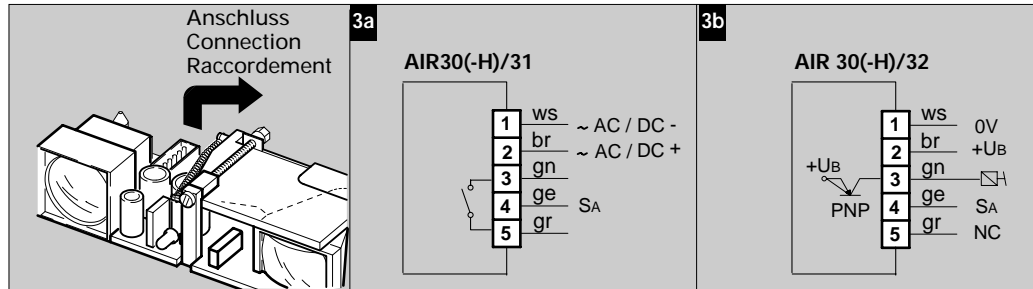 Anschluss
Connection
Raccordement
3a
AIR30(-H)/31
1 ws ~ AC / DC -
2 br ~ AC / DC +
3 gn
4 ge SA
5 gr
3b
AIR 30(-H)/32
1 ws 0V
2 br +UB
+UB 3 gn
PNP 4 ge SA
5 gr NC